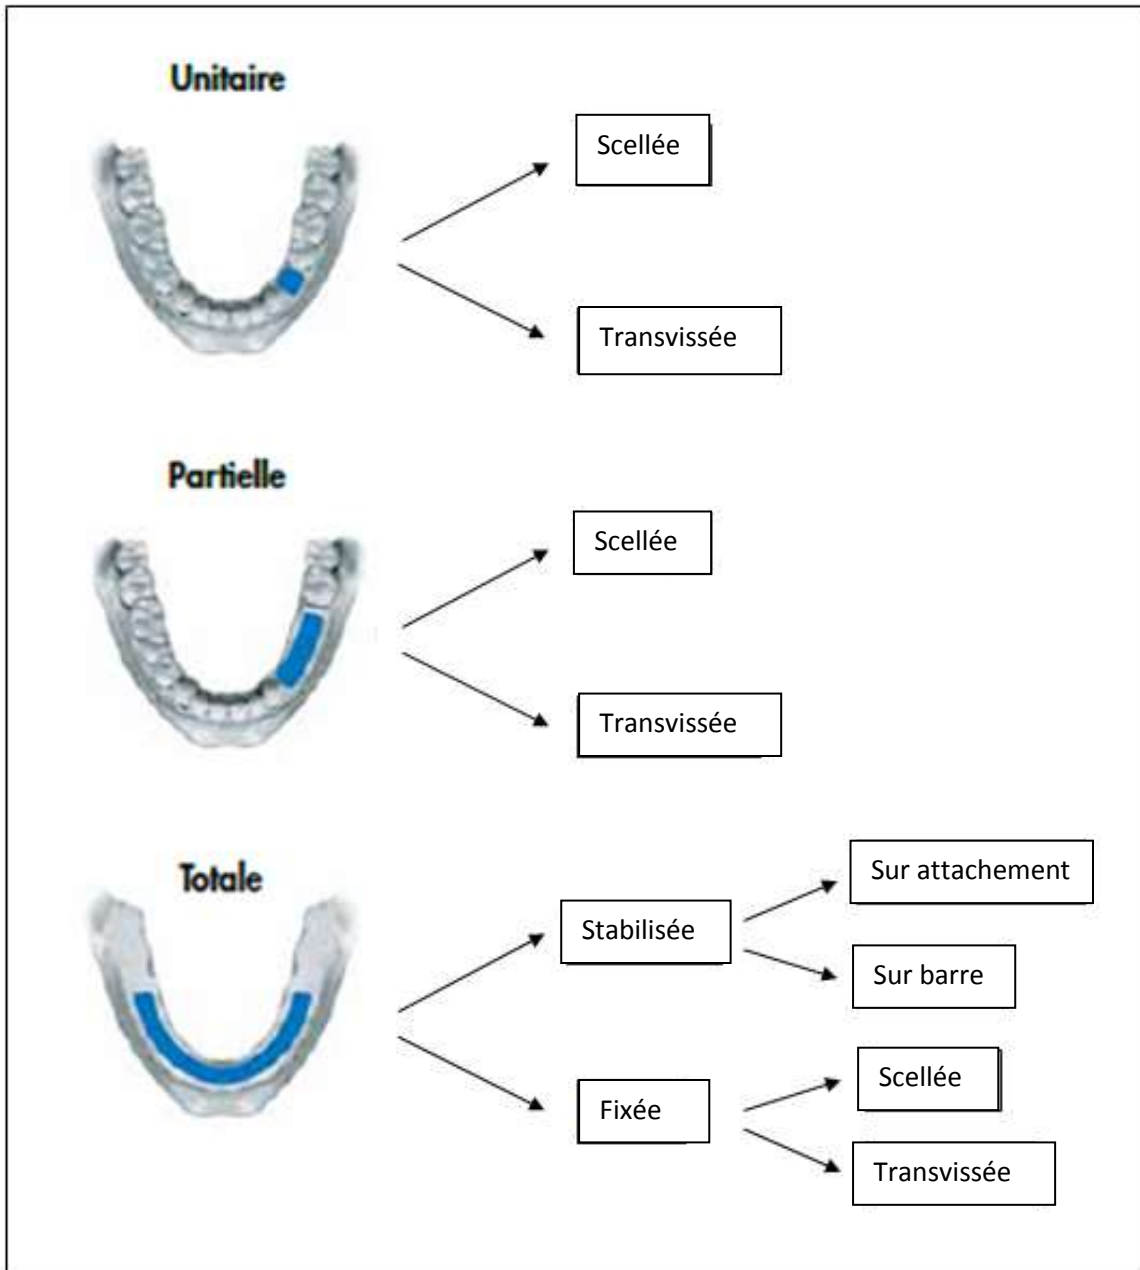 Unitaire
Scellée
Transvissée
Partielle
Scellée
Transvissée
Totale
Stabilisée
Sur attachement
Sur barre
Fixée
Scellée
Transvissée